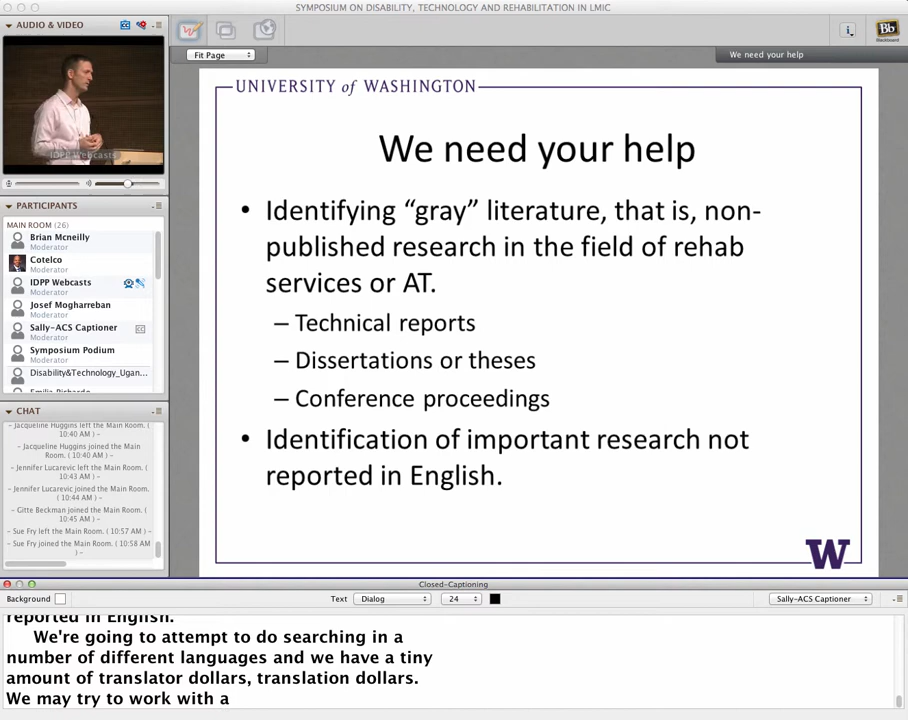 SYMPOSIUM ON DISABILITY, TECHNOLOGY AND REHABILITATION IN LMIC
AUDIO & VIDEO
IDPP Webcasts
PARTICIPANTS
MAIN ROOM (26)
Brian Mcneilly
Moderator
Cotelco
Moderator
IDPP Webcasts
Moderator
Josef Mogharreban
Moderator
Sally-ACS Captioner
Moderator
Symposium Podium
Moderator
Disability&Technology_Ugan...
CHAT
- Jacqueline Huggins left the Main Room. (
10:40 AM ) -
- Jacqueline Huggins joined the Main
Room. ( 10:40 AM ) -
- Jennifer Lucarevic left the Main Room. (
10:43 AM ) -
- Jennifer Lucarevic joined the Main Room.
( 10:44 AM ) -
- Gitte Beekman joined the Main Room. (
10:45 AM ) -
- Sue Fry left the Main Room. ( 10:57 AM ) -
- Sue Fry joined the Main Room. ( 10:58 AM
) -
Fit Page
We need your help
Bb
Blackboard
UNIVERSITY of WASHINGTON
We need your help
• Identifying “gray” literature, that is, non-
published research in the field of rehab
services or AT.
– Technical reports
– Dissertations or theses
– Conference proceedings
• Identification of important research not
reported in English.
W
Closed-Captioning
Background
Text
Dialog
24
Sally-ACS Captioner
reported in English.
We're going to attempt to do searching in a
number of different languages and we have a tiny
amount of translator dollars, translation dollars.
We may try to work with a